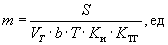 m = S / (V_Г · b · T · K_и · K_ТГ), ед